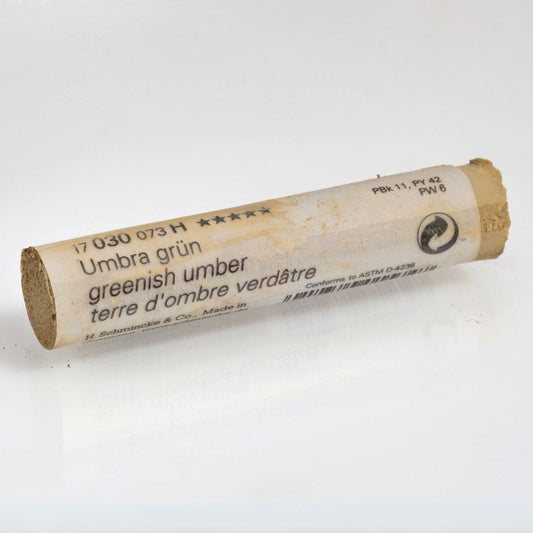 17 030 073 H ★★★★★
Umbra grün
greenish umber
terre d'ombre verdâtre
H. Schmincke & Co., Made in
PBk 11, PY 42
PW 6
Conforms to ASTM D-4236